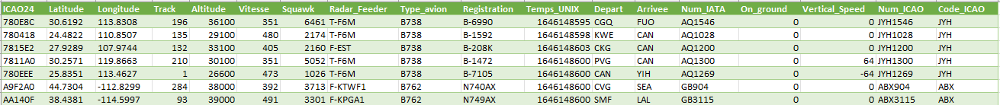 ICAO24 Latitude Longitude Track Altitude Vitesse Squawk Radar_Feeder Type_avion Registration Temps_UNIX Depart Arrivee Num_IATA On_ground Vertical_Speed Num_ICAO Code_ICAO
780E8C 30.6192 113.8308 196 36100 351 6461 T-F6M B738 B-6990 1646148595 CGQ FUO AQ1546 0 0 JYH1546 JYH
780418 24.4822 110.8507 135 29100 480 2174 T-F6M B738 B-1592 1646148598 KWE CAN AQ1028 0 0 JYH1028 JYH
7815E2 27.9289 107.9744 132 33100 405 2160 F-EST B738 B-208K 1646148603 CKG CAN AQ1200 0 0 JYH1200 JYH
7811A0 30.2571 119.8663 210 30100 351 5052 T-F6M B738 B-1472 1646148600 PVG CAN AQ1300 0 64 JYH1300 JYH
780EEE 25.8351 113.4627 1 26600 473 1026 T-F6M B738 B-7105 1646148600 CAN YIH AQ1269 0 -64 JYH1269 JYH
A9F2A0 44.7304 -112.8299 284 38000 392 3713 F-KTWF1 B762 N740AX 1646148600 CVG SEA GB904 0 0 ABX904 ABX
AA140F 38.4381 -114.5997 93 39000 491 3301 F-KPGA1 B762 N749AX 1646148600 SMF LAL GB3115 0 0 ABX3115 ABX